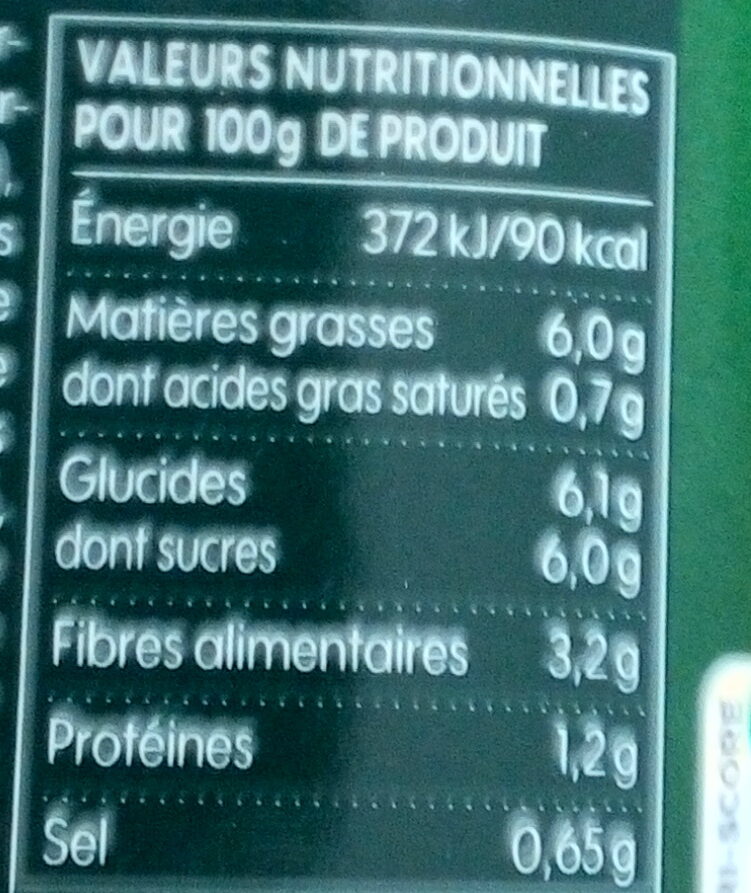 VALEURS NUTRITIONNELLES
POUR 100g DE PRODUIT
Énergie 372 kJ/90 kcal
Matières grasses 6,0g
dont acides gras saturés 0,7g
Glucides 6,1g
dont sucres 6,0g
Fibres alimentaires 3,2g
Protéines 1,2g
Sel 0,65g